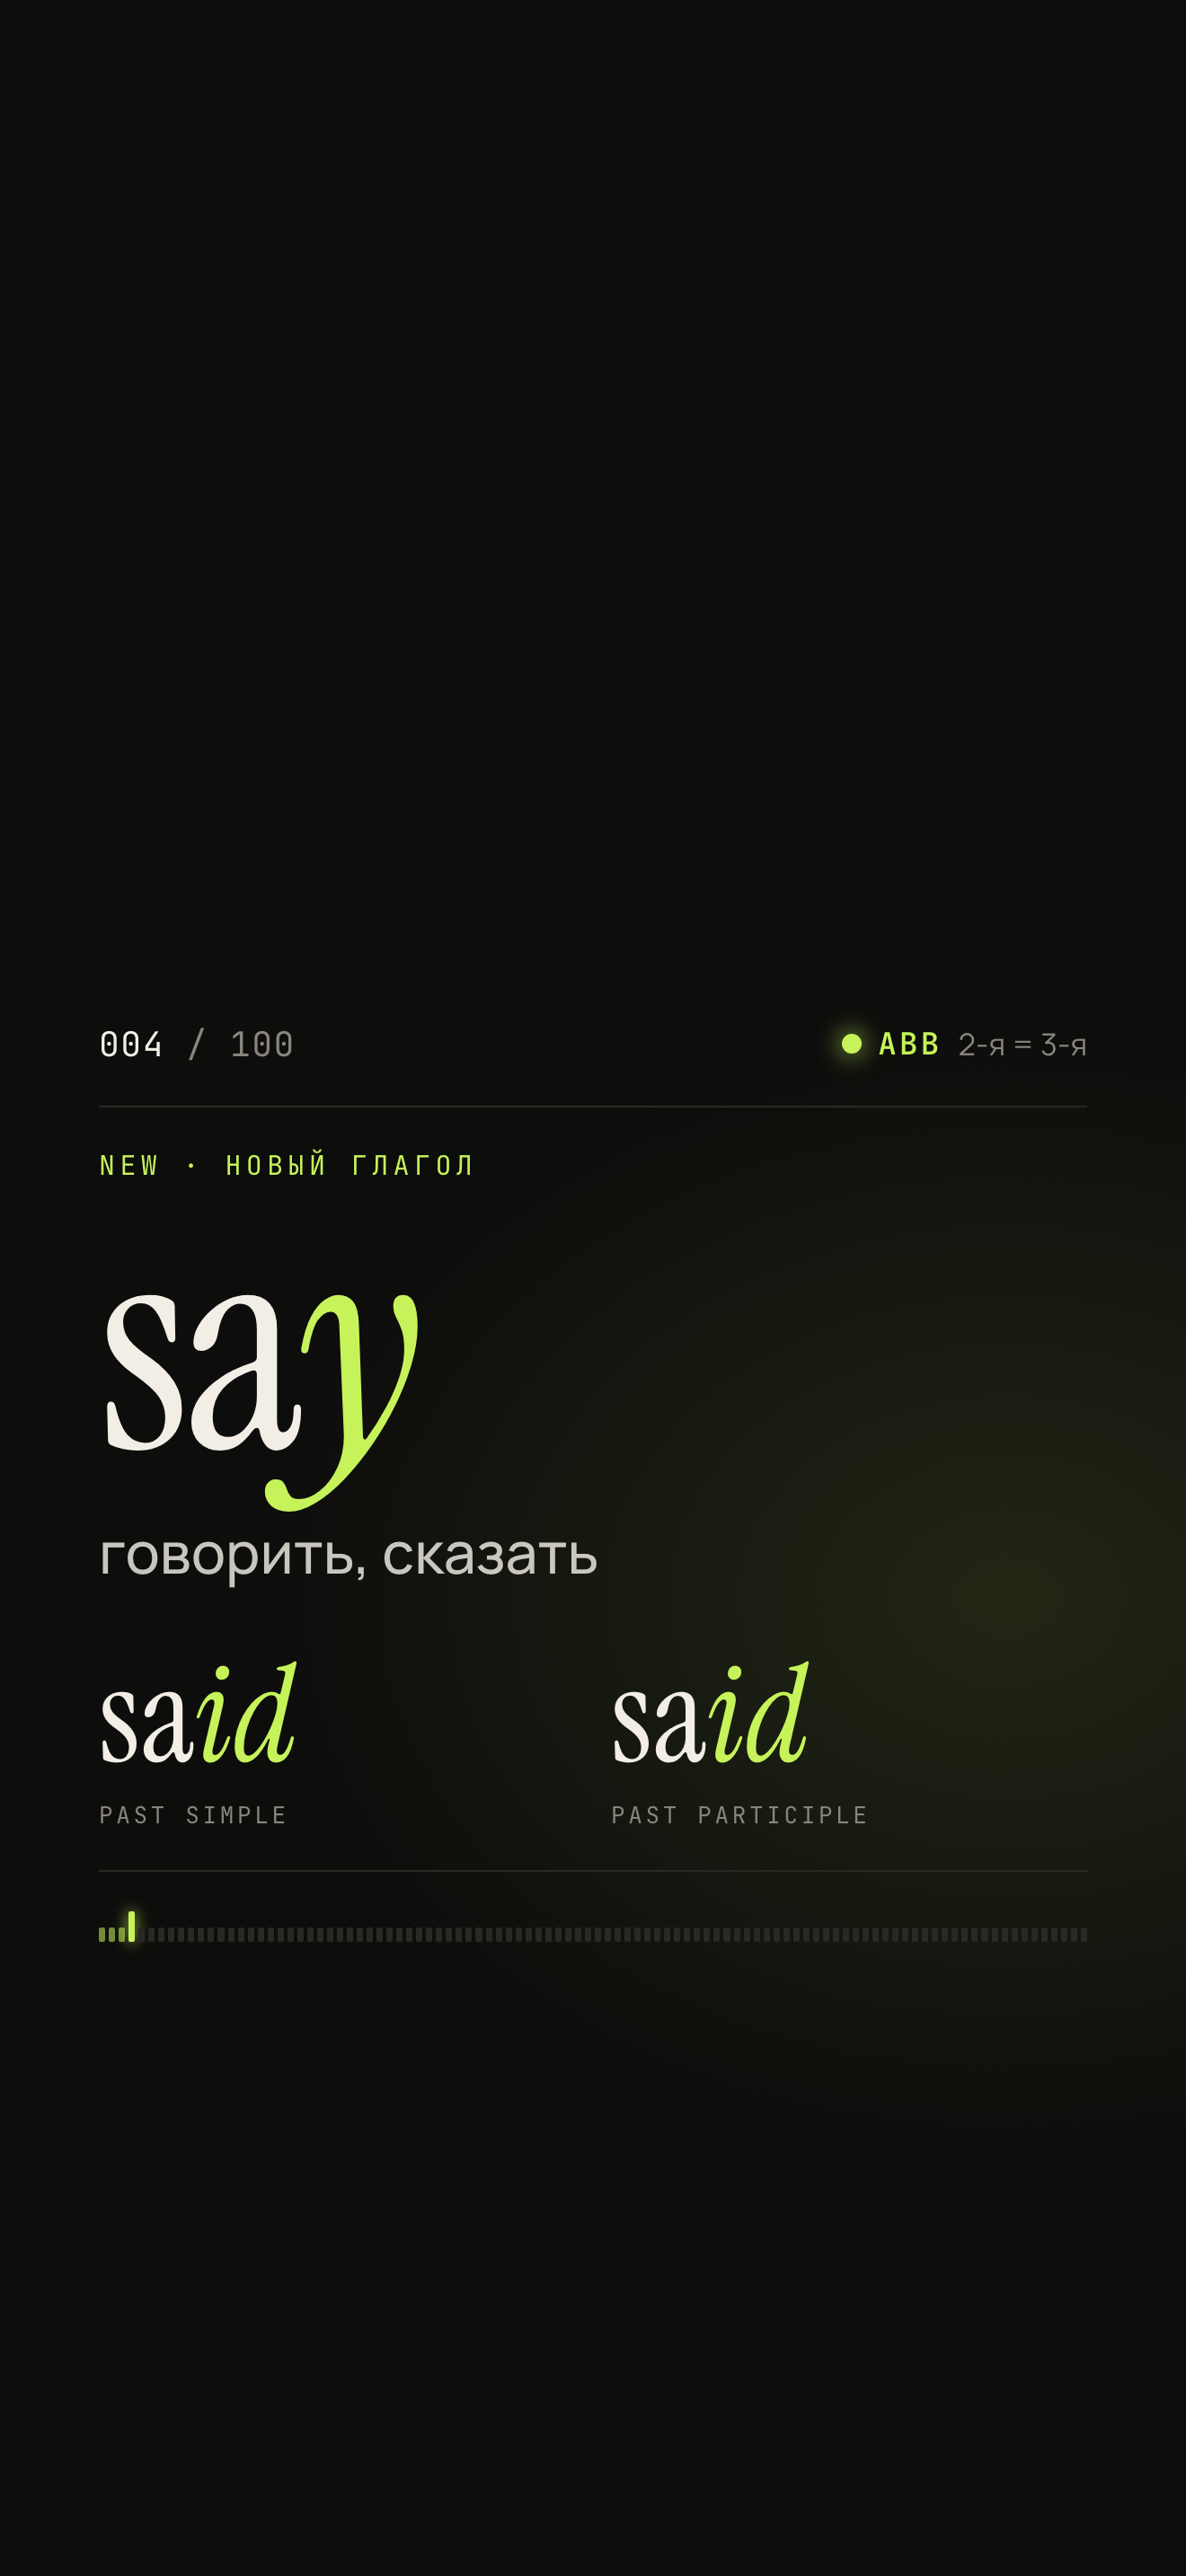 004 / 100
ABB 2-я = 3-я
NEW · НОВЫЙ ГЛАГОЛ
say
говорить, сказать
said
said
PAST SIMPLE
PAST PARTICIPLE